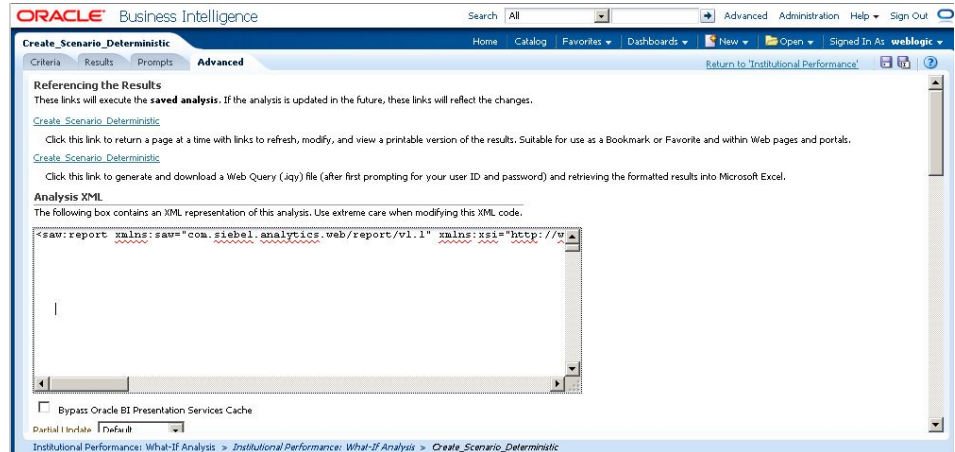 ORACLE Business Intelligence Search All Advanced Administration Help Sign Out
Create_Scenario_Deterministic Home Catalog Favorites Dashboards New Open Signed In As weblogic
Criteria Results Prompts Advanced Return to 'Institutional Performance'
Referencing the Results
These links will execute the saved analysis. If the analysis is updated in the future, these links will reflect the changes.
Create_Scenario_Deterministic
Click this link to return a page at a time with links to refresh, modify, and view a printable version of the results. Suitable for use as a Bookmark or Favorite and within Web pages and portals.
Create_Scenario_Deterministic
Click this link to generate and download a Web Query (.iqy) file (after first prompting for your user ID and password) and retrieving the formatted results into Microsoft Excel.
Analysis XML
The following box contains an XML representation of this analysis. Use extreme care when modifying this XML code.
<saw:report xmlns:saw="com.siebel.analytics.web/report/v1.1" xmlns:xsi="http://w
Bypass Oracle BI Presentation Services Cache
Partial Update Default
Institutional Performance: What-If Analysis > Institutional Performance: What-If Analysis > Create_Scenario_Deterministic